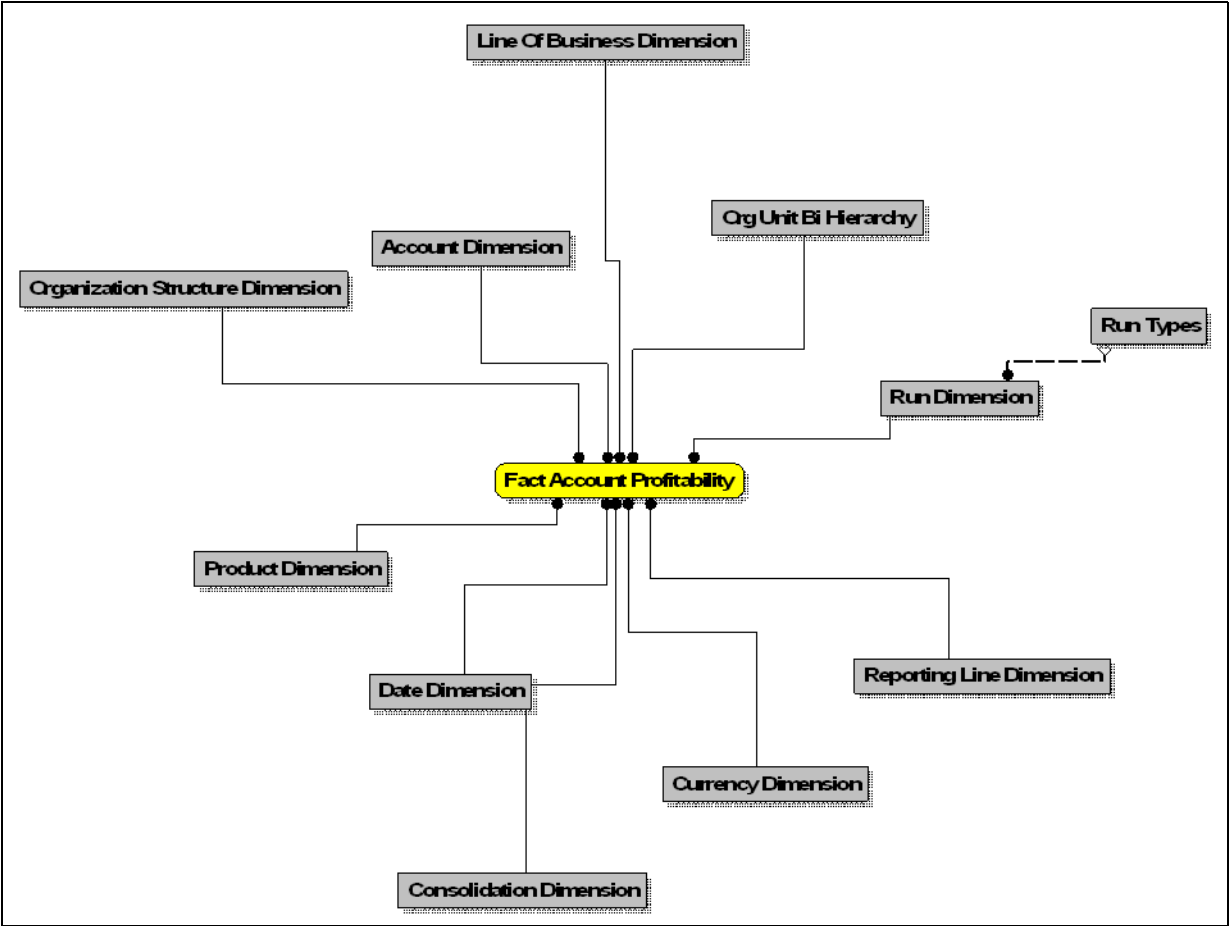 Line Of Business Dimension
Org Unit Bi Hierarchy
Account Dimension
Organization Structure Dimension
Run Types
Run Dimension
Fact Account Profitability
Product Dimension
Reporting Line Dimension
Date Dimension
Currency Dimension
Consolidation Dimension